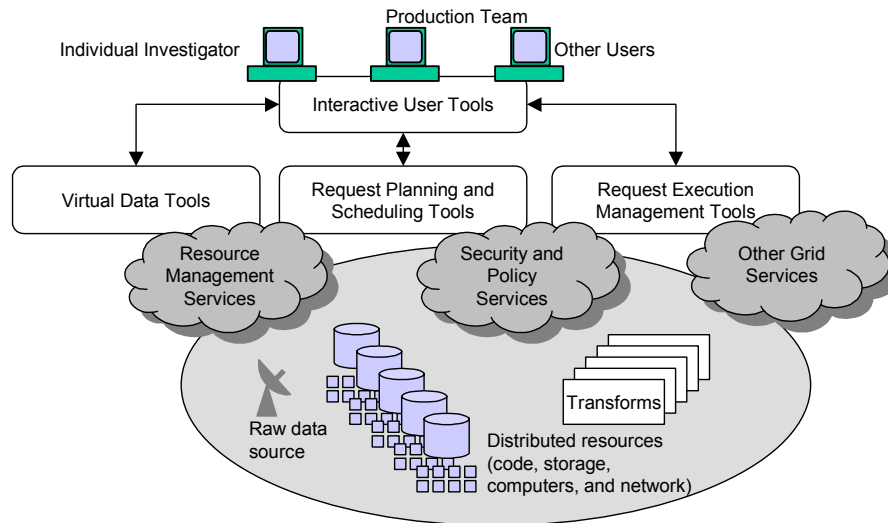 Production Team
Individual Investigator
Other Users
Interactive User Tools
Virtual Data Tools
Request Planning and
Scheduling Tools
Request Execution
Management Tools
Resource
Management
Services
Security and
Policy
Services
Other Grid
Services
Transforms
Raw data
source
Distributed resources
(code, storage,
computers, and network)